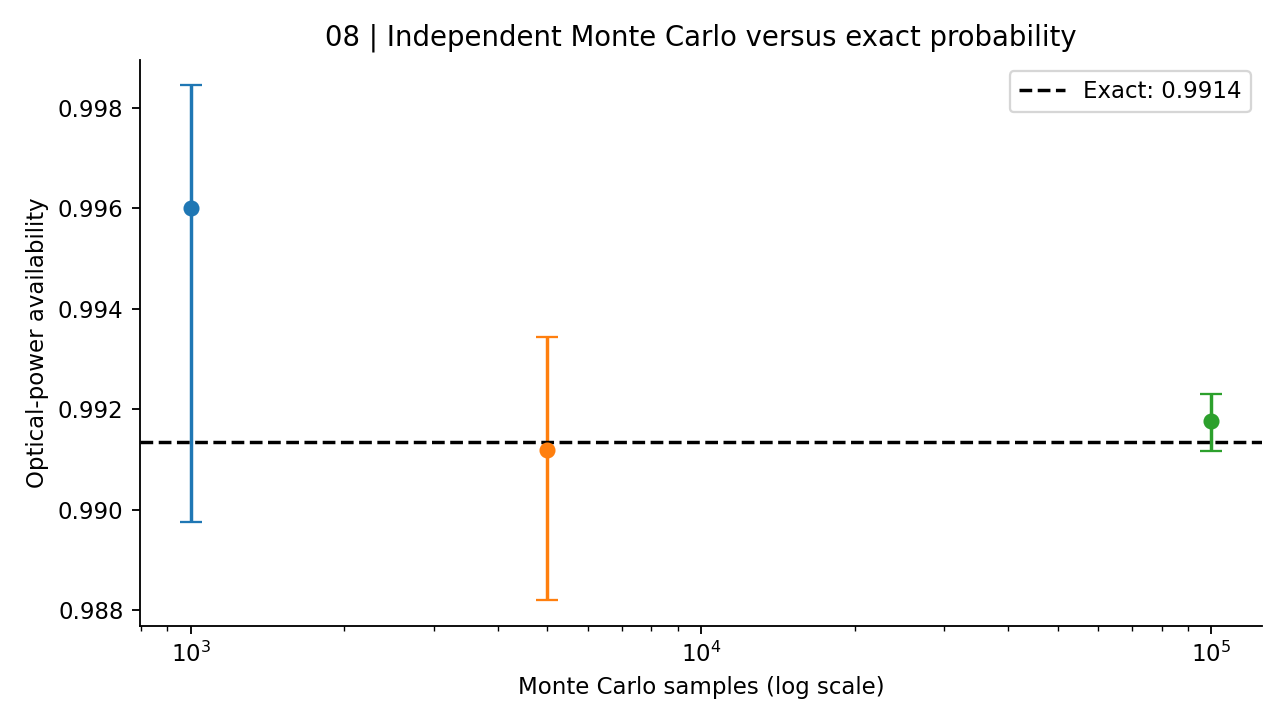 08 | Independent Monte Carlo versus exact probability
Exact: 0.9914
Optical-power availability
0.998
0.996
0.994
0.992
0.990
0.988
10³
10⁴
10⁵
Monte Carlo samples (log scale)